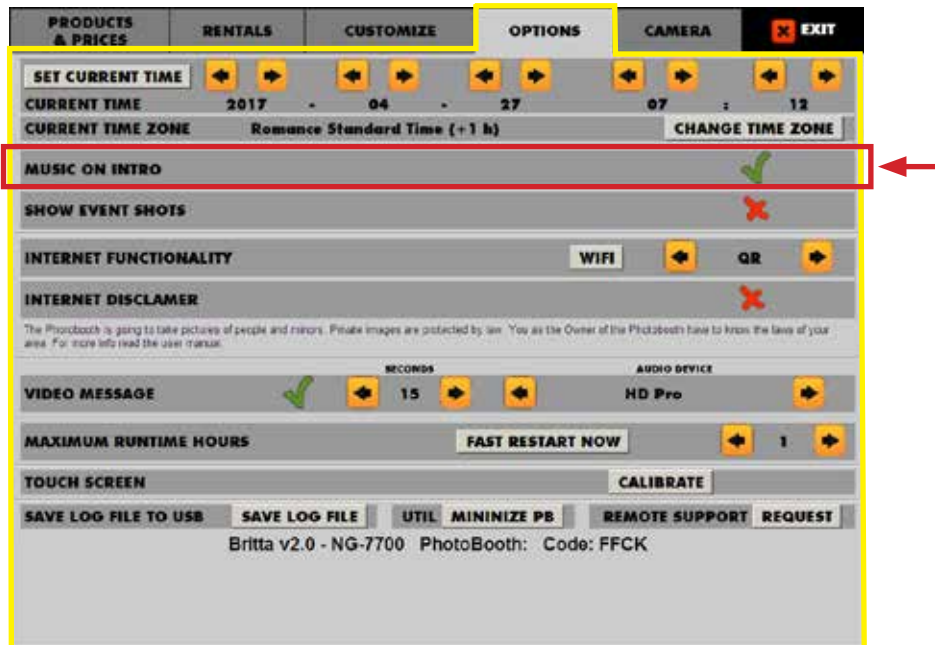 PRODUCTS & PRICES RENTALS CUSTOMIZE OPTIONS CAMERA X EXIT
SET CURRENT TIME
CURRENT TIME 2017 - 04 - 27 07 : 12
CURRENT TIME ZONE Romance Standard Time (+1 h) CHANGE TIME ZONE
MUSIC ON INTRO
SHOW EVENT SHOTS
INTERNET FUNCTIONALITY WIFI QR
INTERNET DISCLAMER
The Photobooth is going to take pictures of people and minors. Private images are protected by law. You as the Owner of the Photobooth have to know the laws of your
area. For more info read the user manual.
SECONDS AUDIO DEVICE
VIDEO MESSAGE 15 HD Pro
MAXIMUM RUNTIME HOURS FAST RESTART NOW 1
TOUCH SCREEN CALIBRATE
SAVE LOG FILE TO USB SAVE LOG FILE UTIL MININIZE PB REMOTE SUPPORT REQUEST
Britta v2.0 - NG-7700 PhotoBooth: Code: FFCK